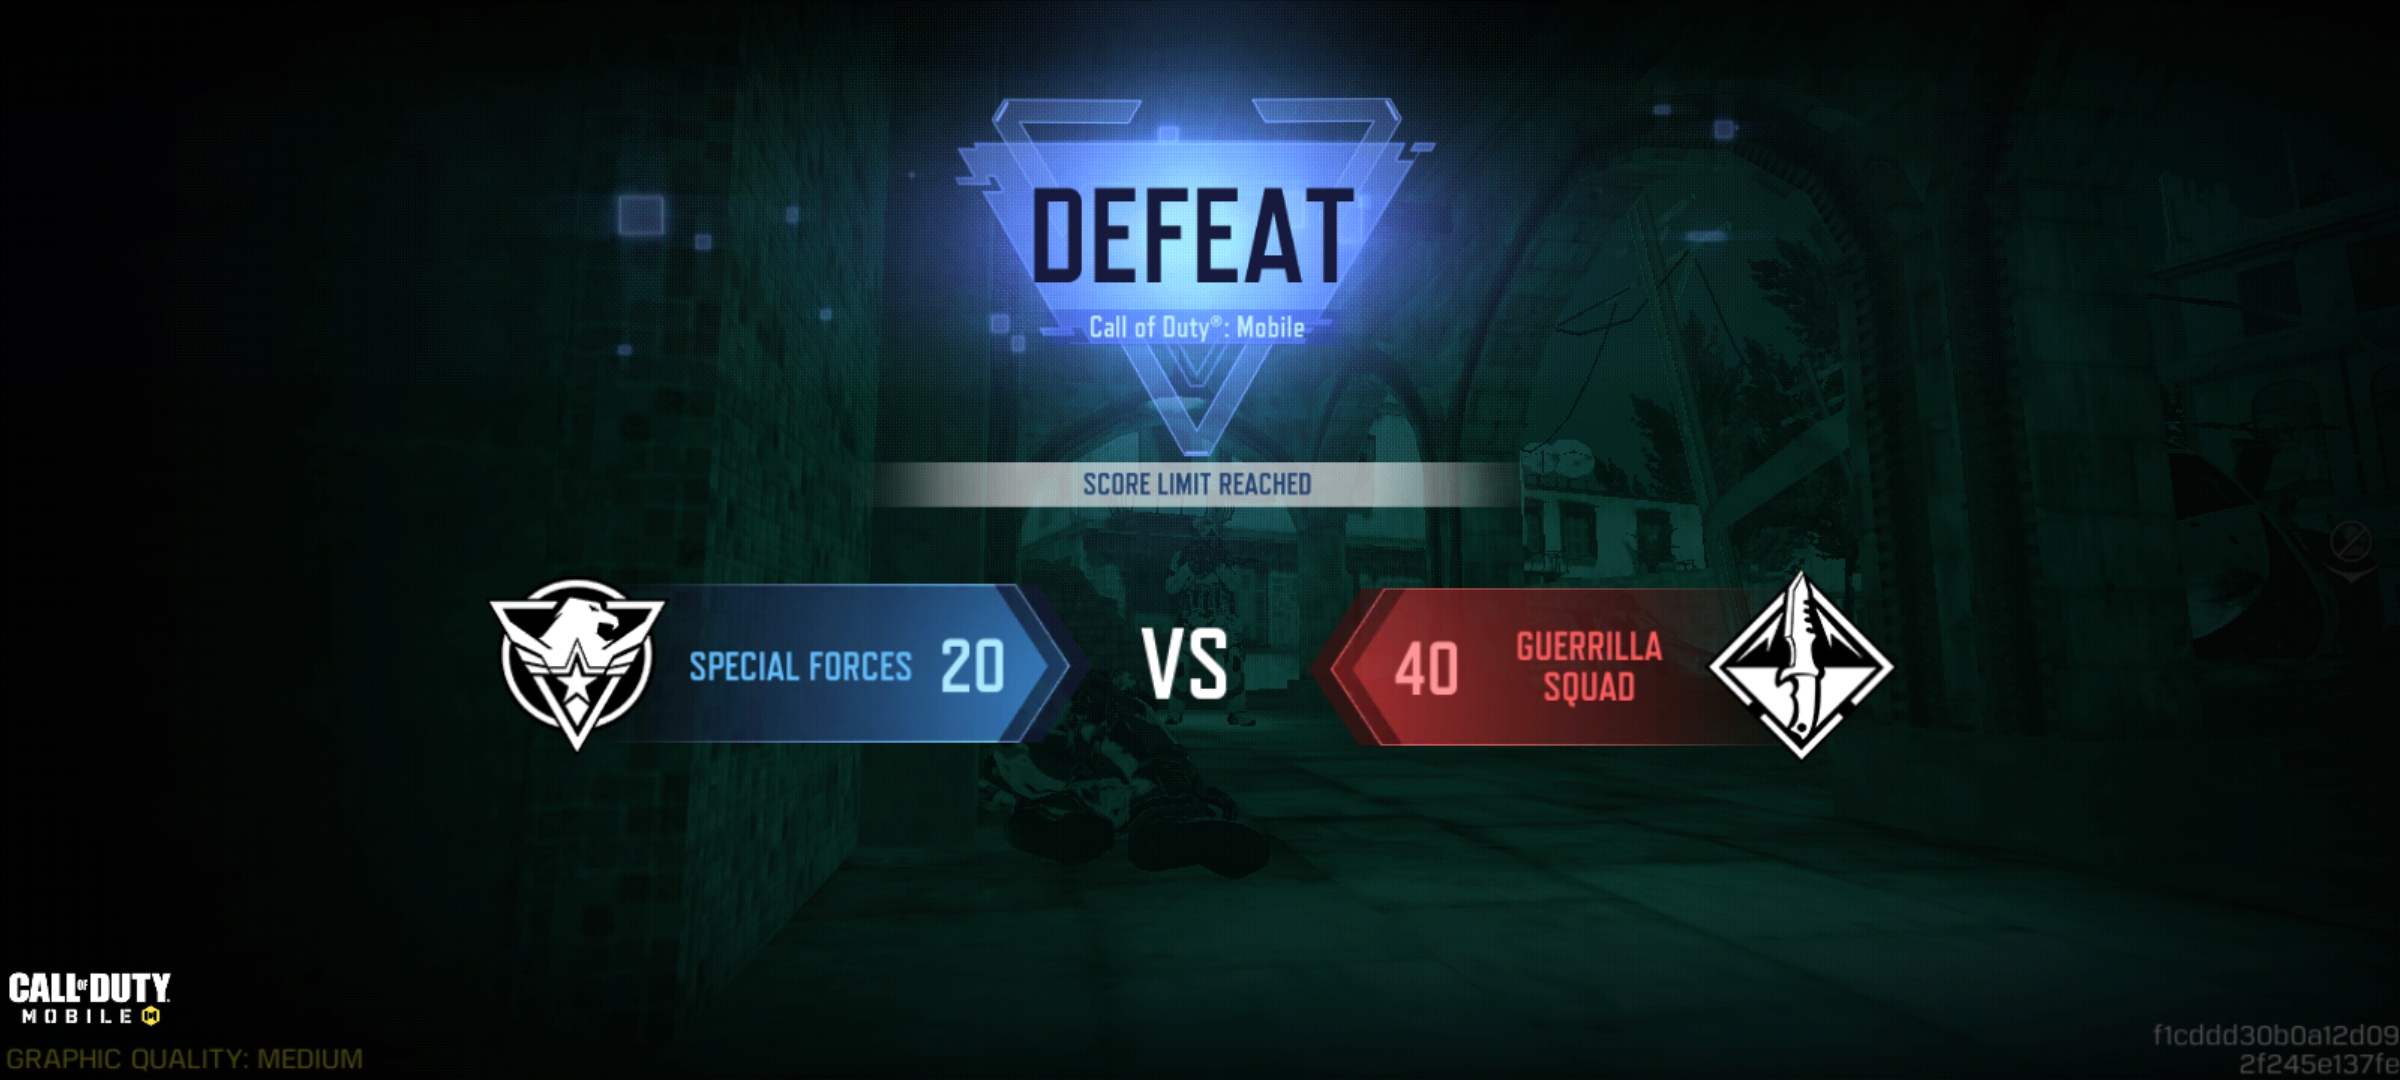 DEFEAT
Call of Duty®: Mobile
SCORE LIMIT REACHED
SPECIAL FORCES 20
VS
40 GUERRILLA
SQUAD
CALL OF DUTY
MOBILE
GRAPHIC QUALITY: MEDIUM
f1cddd30b0a12d09
2f245e137fe